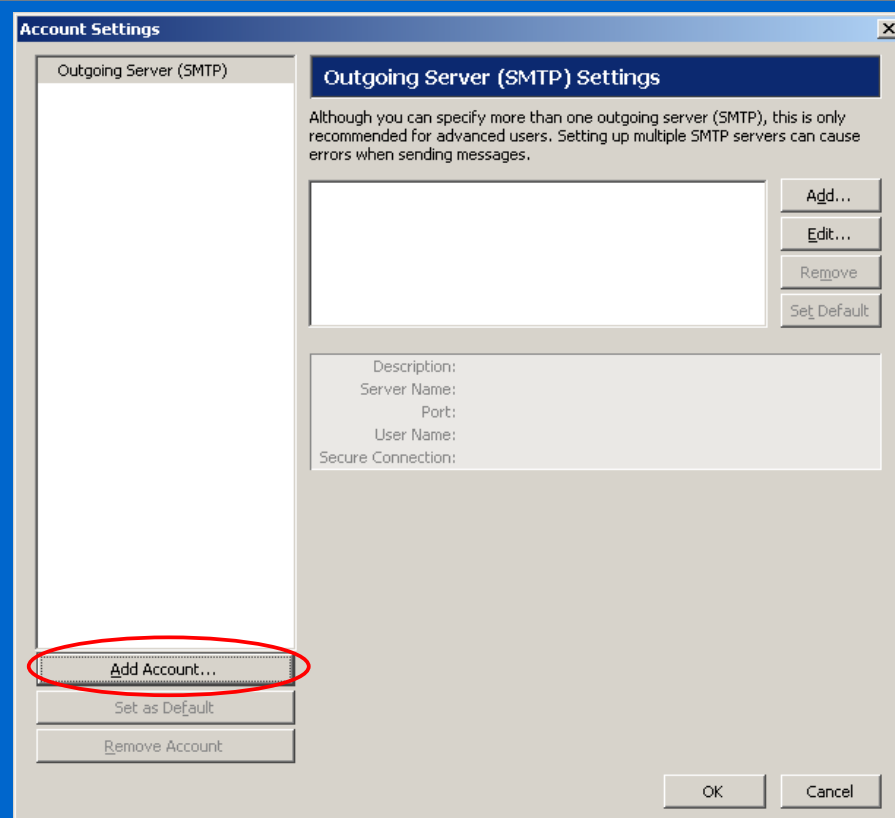 Account Settings
Outgoing Server (SMTP)
Outgoing Server (SMTP) Settings
Although you can specify more than one outgoing server (SMTP), this is only
recommended for advanced users. Setting up multiple SMTP servers can cause
errors when sending messages.
Add...
Edit...
Remove
Set Default
Description:
Server Name:
Port:
User Name:
Secure Connection:
Add Account...
Set as Default
Remove Account
OK
Cancel